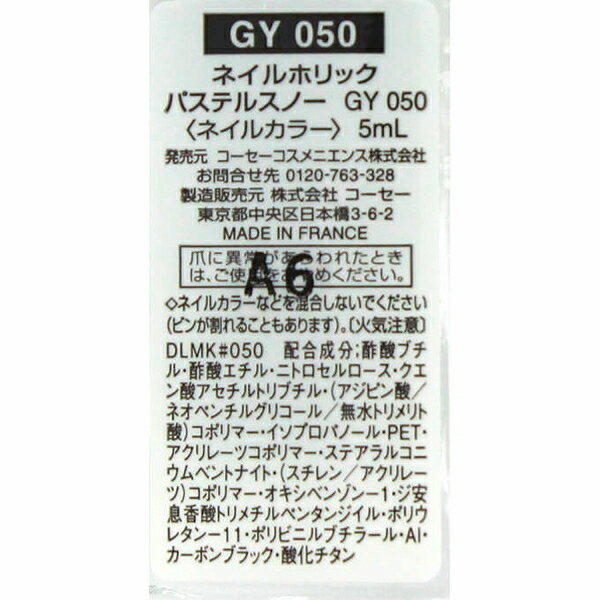 GY 050
ネイルホリック
パステルスノー GY 050
〈ネイルカラー〉 5mL
発売元 コーセーコスメニエンス株式会社
お問合せ先 0120-763-328
製造販売元 株式会社 コーセー
東京都中央区日本橋3-6-2
MADE IN FRANCE
爪に異常があらわれたとき
は、ご使用をおやめください。
A6
◇ネイルカラーなどを混合しないでください
(ビンが割れることもあります)。〔火気注意〕
DLMK#050 配合成分;酢酸ブチ
ル・酢酸エチル・ニトロセルロース・クエ
ン酸アセチルトリブチル・(アジピン酸/
ネオペンチルグリコール/無水トリメリト
酸)コポリマー・イソプロパノール・PET・
アクリレーツコポリマー・ステアラルコニ
ウムベントナイト・(スチレン/アクリレー
ツ)コポリマー・オキシベンゾン-1・ジ安
息香酸トリメチルペンタンジイル・ポリウ
レタン-11・ポリビニルブチラール・Al・
カーボンブラック・酸化チタン